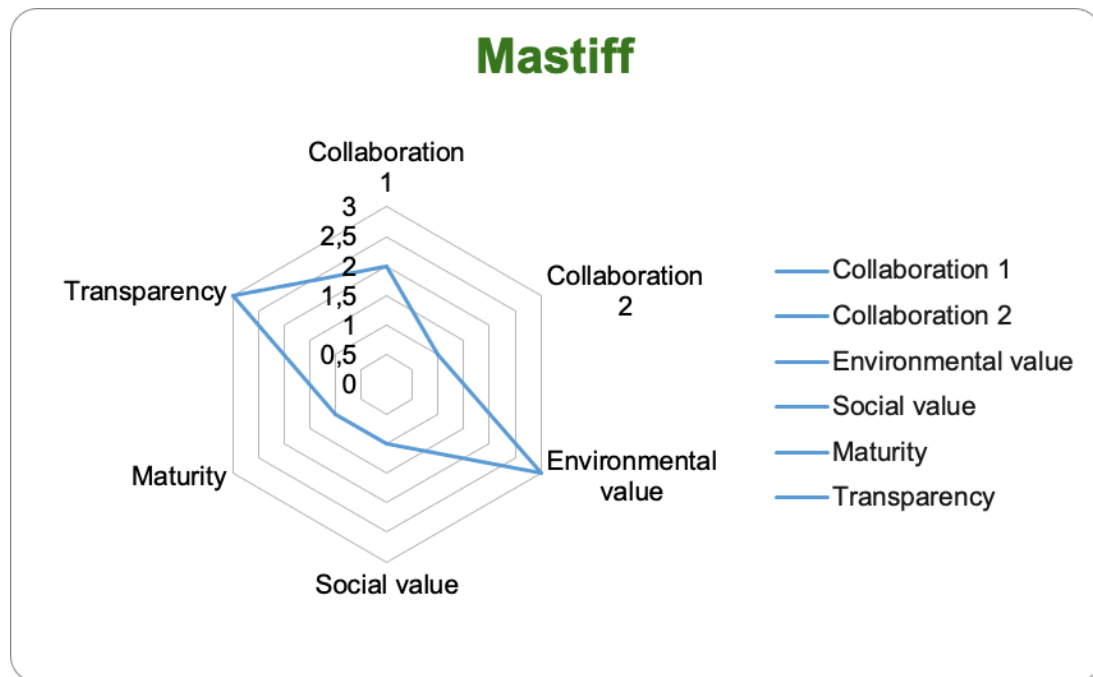 Mastiff
Collaboration
1
3
2,5
2
1,5
1
0,5
0
Collaboration
2
Environmental
value
Social value
Maturity
Transparency
Collaboration 1
Collaboration 2
Environmental value
Social value
Maturity
Transparency